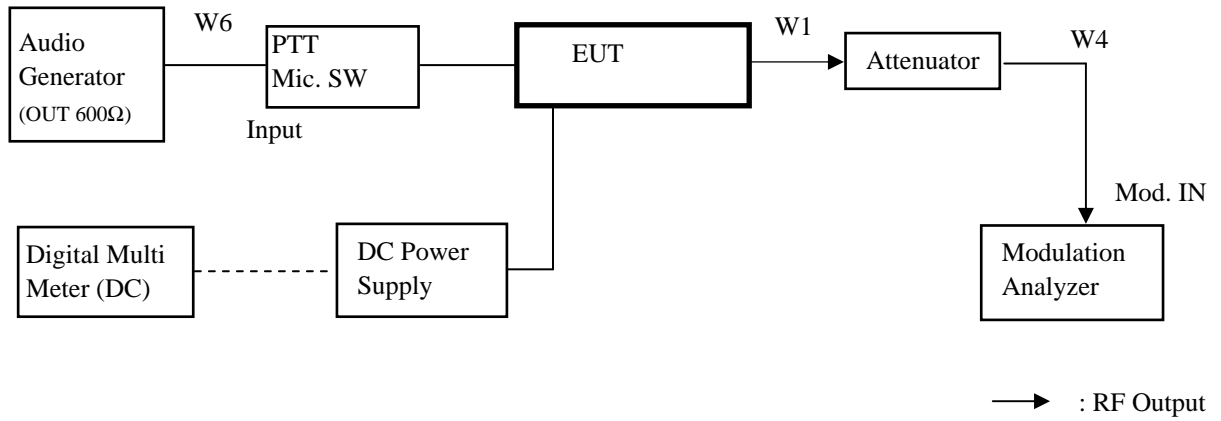 W6
W1
W4
Audio
Generator
(OUT 600Ω)
PTT
Mic. SW
Input
EUT
Attenuator
Mod. IN
Digital Multi
Meter (DC)
DC Power
Supply
Modulation
Analyzer
: RF Output